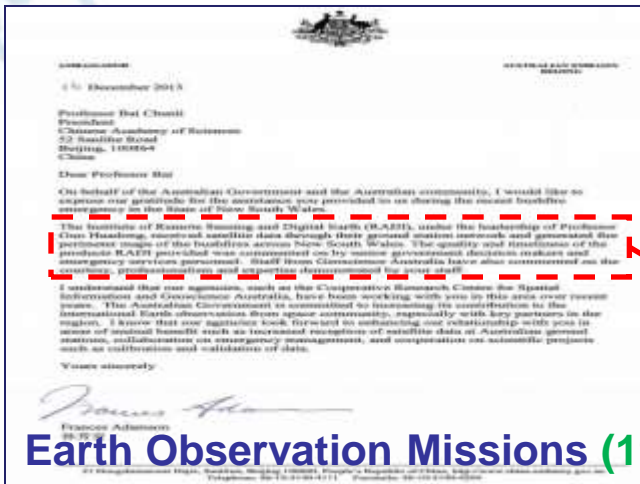 AMBASSADOR
AUSTRALIAN EMBASSY
BEIJING
December 2013
Professor Bai Chunli
President
Chinese Academy of Sciences
52 Sanlihe Road
Beijing, 100864
China
Dear Professor Bai
On behalf of the Australian Government and the Australian community, I would like to
express our gratitude for the assistance you provided to us during the recent bushfire
emergency in the State of New South Wales.
The Institute of Remote Sensing and Digital Earth (RADI), under the leadership of Professor
Guo Huadong, received satellite data through their ground station network and generated fire
perimeter maps of the bushfires across New South Wales. The quality and timeliness of the
products RADI provided was commented on by senior government decision makers and
emergency services personnel. Staff from Geoscience Australia have also commented on the
courtesy, professionalism and expertise demonstrated by your staff.
I understand that our agencies, such as the Cooperative Research Centre for Spatial
Information and Geoscience Australia, have been working with you in this area over recent
years. The Australian Government is committed to increasing its contribution to the
international Earth observation from space community, especially with key partners in the
region. I know that our agencies look forward to enhancing our relationship with you in
areas of mutual benefit such as increased reception of satellite data at Australian ground
stations, collaboration on emergency management, and cooperation on scientific projects
such as calibration and validation of data.
Yours sincerely
Frances Adamson
Earth Observation Missions (1